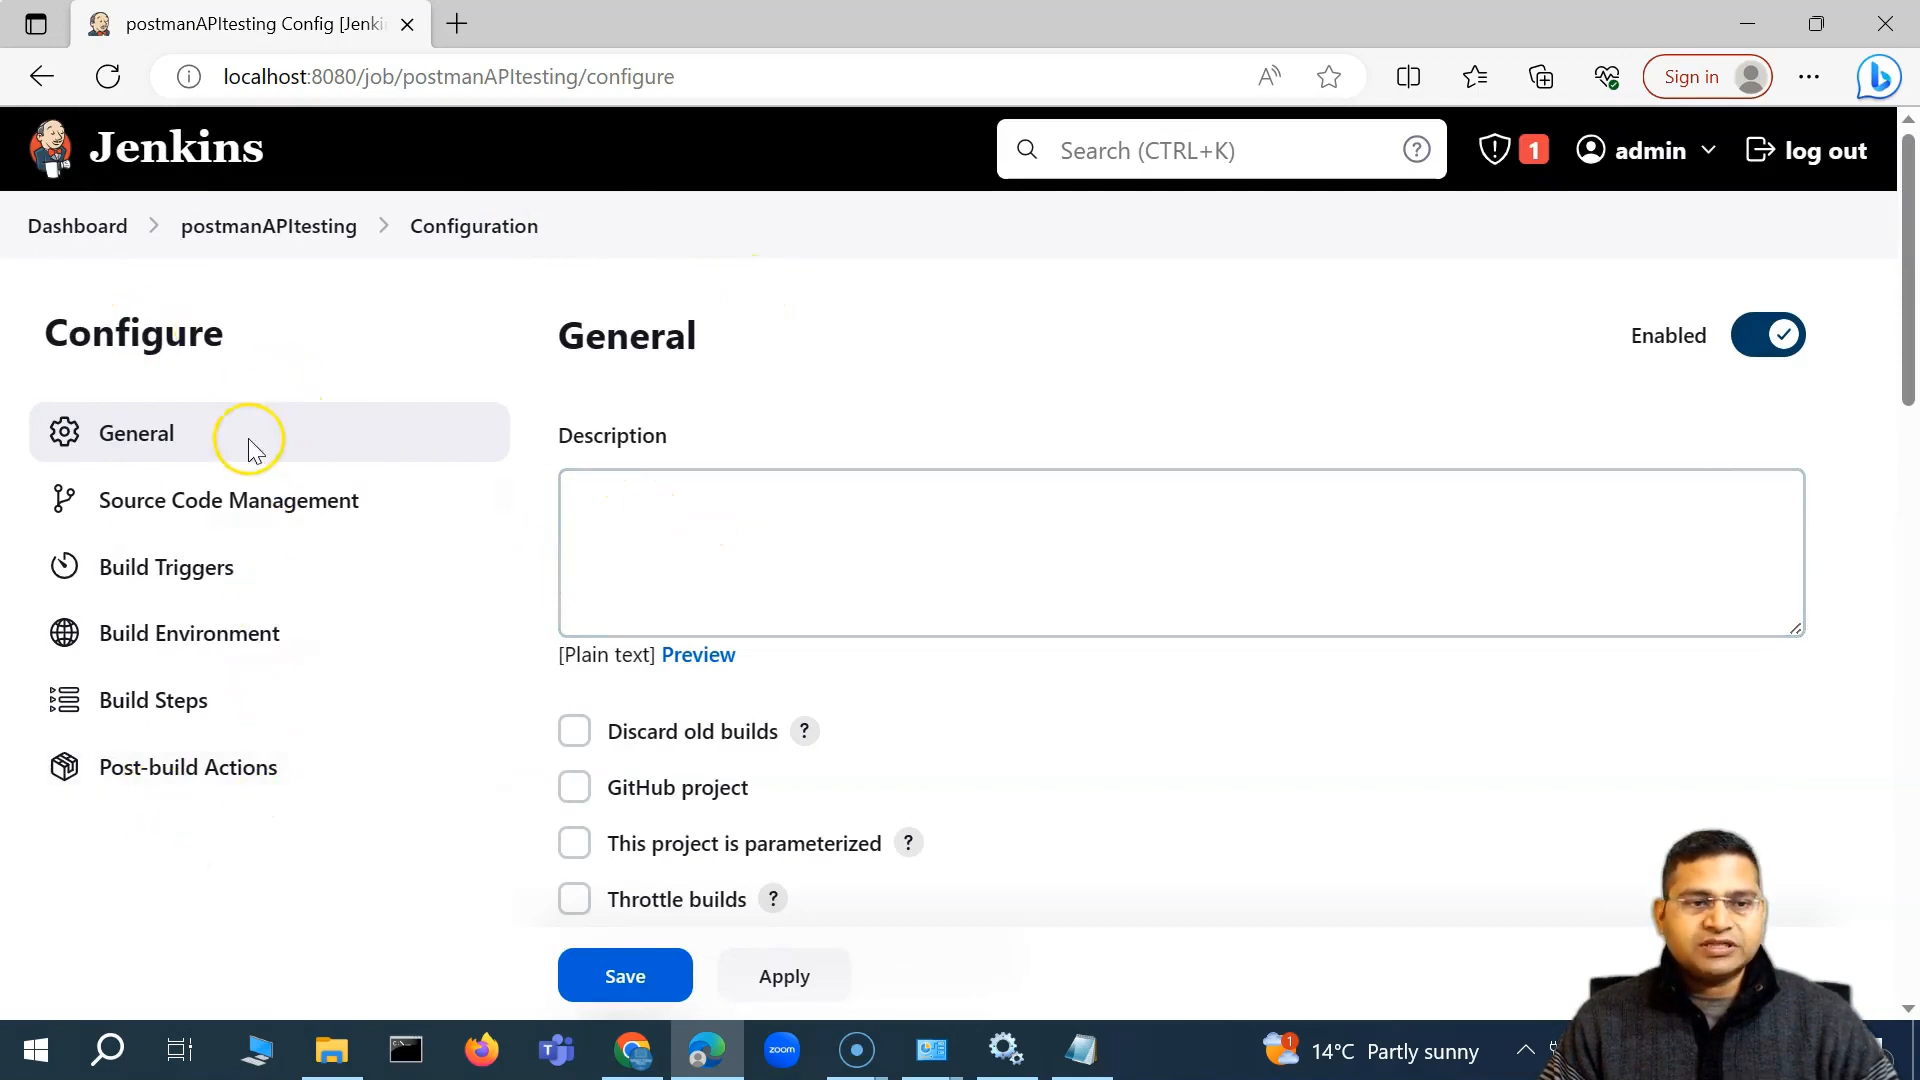 postmanAPItesting Config [Jenki
localhost:8080/job/postmanAPItesting/configure
Sign in
Jenkins
Search (CTRL+K)
?
1
admin
log out
Dashboard
postmanAPItesting
Configuration
Configure
General
Source Code Management
Build Triggers
Build Environment
Build Steps
Post-build Actions
General
Enabled
Description
[Plain text] Preview
Discard old builds ?
GitHub project
This project is parameterized ?
Throttle builds ?
Save
Apply
zoom
1
14°C Partly sunny